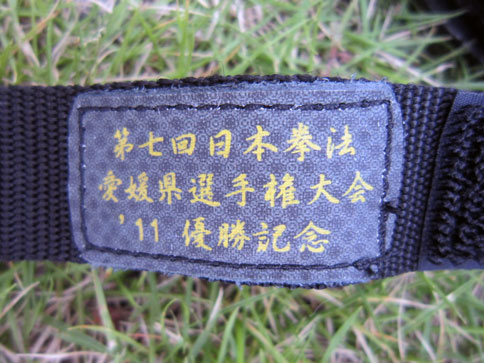 第七回日本拳法
愛媛県選手権大会
'11 優勝記念